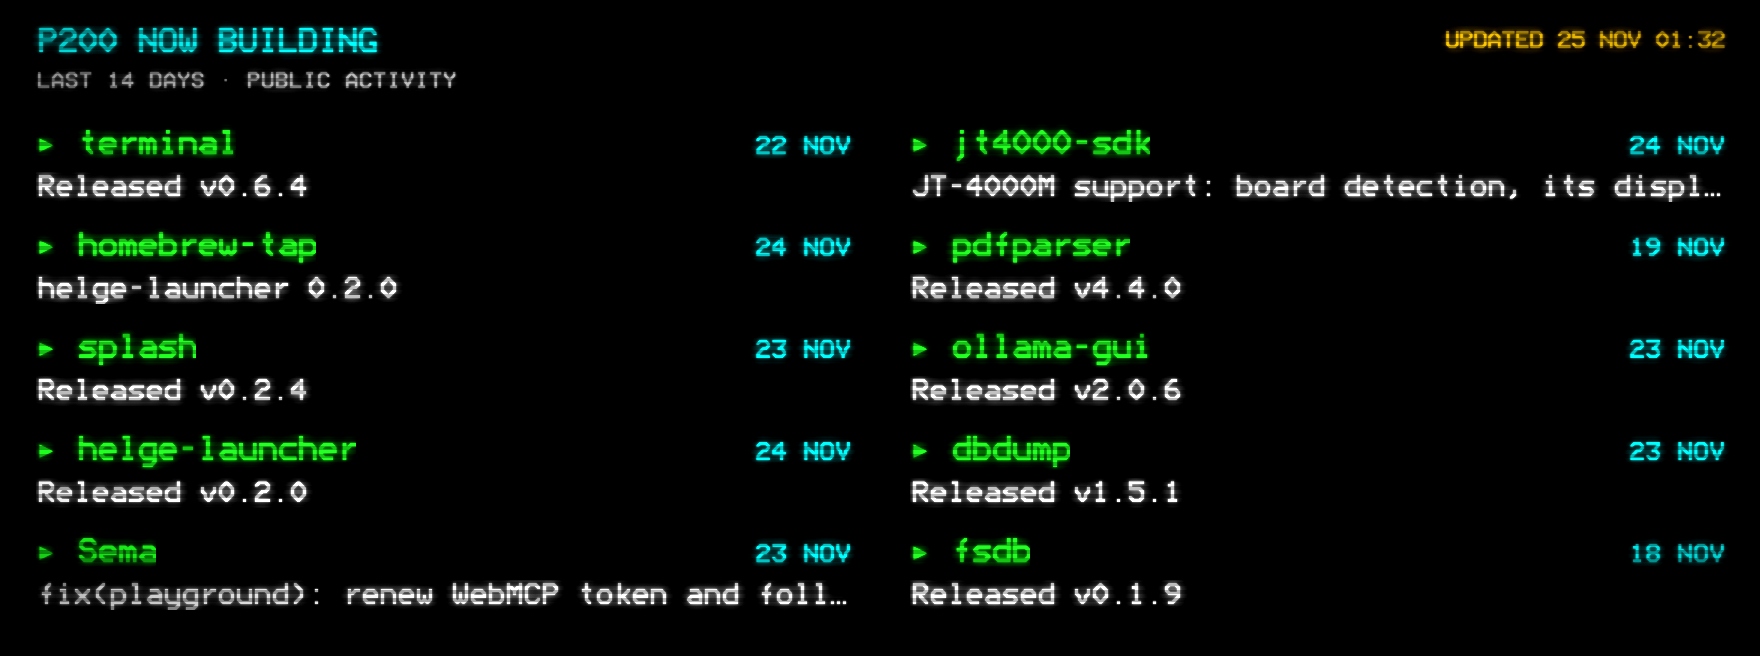 P200 NOW BUILDING
UPDATED 25 NOV 01:32
LAST 14 DAYS · PUBLIC ACTIVITY
▶ terminal 22 NOV
Released v0.6.4
▶ homebrew-tap 24 NOV
helge-launcher 0.2.0
▶ splash 23 NOV
Released v0.2.4
▶ helge-launcher 24 NOV
Released v0.2.0
▶ Sema 23 NOV
fix(playground): renew WebMCP token and foll…
▶ jt4000-sdk 24 NOV
JT-4000M support: board detection, its displ…
▶ pdfparser 19 NOV
Released v4.4.0
▶ ollama-gui 23 NOV
Released v2.0.6
▶ dbdump 23 NOV
Released v1.5.1
▶ fsdb 18 NOV
Released v0.1.9